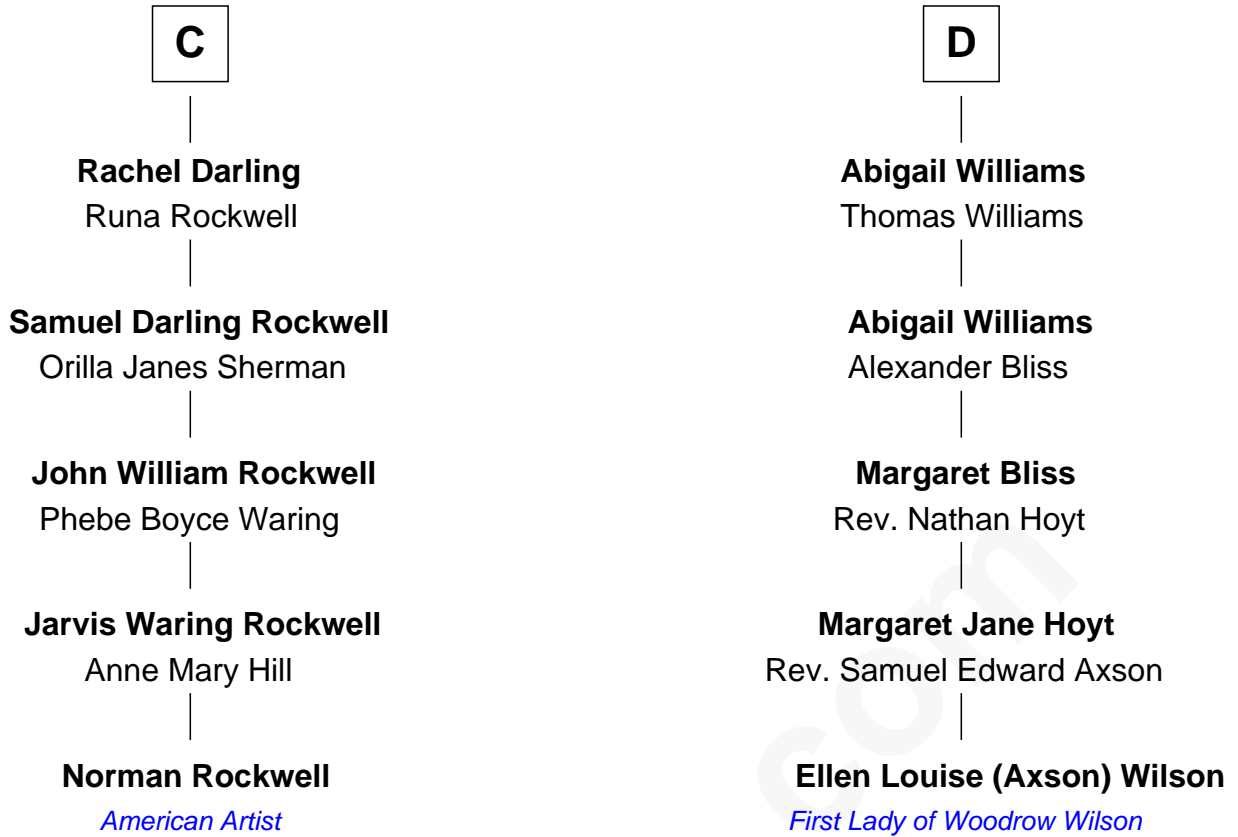 C
Rachel Darling
Runa Rockwell
Samuel Darling Rockwell
Orilla Janes Sherman
John William Rockwell
Phebe Boyce Waring
Jarvis Waring Rockwell
Anne Mary Hill
Norman Rockwell
American Artist
D
Abigail Williams
Thomas Williams
Abigail Williams
Alexander Bliss
Margaret Bliss
Rev. Nathan Hoyt
Margaret Jane Hoyt
Rev. Samuel Edward Axson
Ellen Louise (Axson) Wilson
First Lady of Woodrow Wilson
com